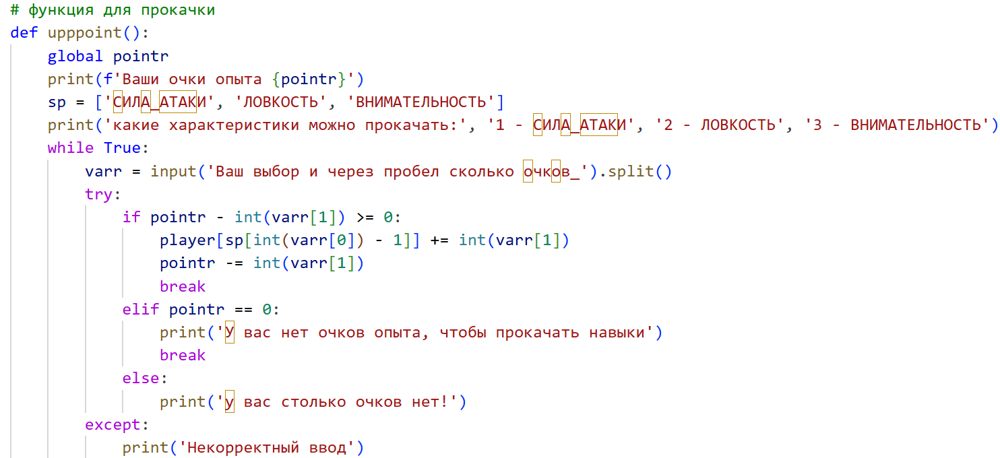 # функция для прокачки
def upppoint():
    global pointr
    print(f'Ваши очки опыта {pointr}')
    sp = ['СИЛА_АТАКИ', 'ЛОВКОСТЬ', 'ВНИМАТЕЛЬНОСТЬ']
    print('какие характеристики можно прокачать:', '1 - СИЛА_АТАКИ', '2 - ЛОВКОСТЬ', '3 - ВНИМАТЕЛЬНОСТЬ')
    while True:
        varr = input('Ваш выбор и через пробел сколько очков_').split()
        try:
            if pointr - int(varr[1]) >= 0:
                player[sp[int(varr[0]) - 1]] += int(varr[1])
                pointr -= int(varr[1])
                break
            elif pointr == 0:
                print('У вас нет очков опыта, чтобы прокачать навыки')
                break
            else:
                print('у вас столько очков нет!')
        except:
            print('Некорректный ввод')